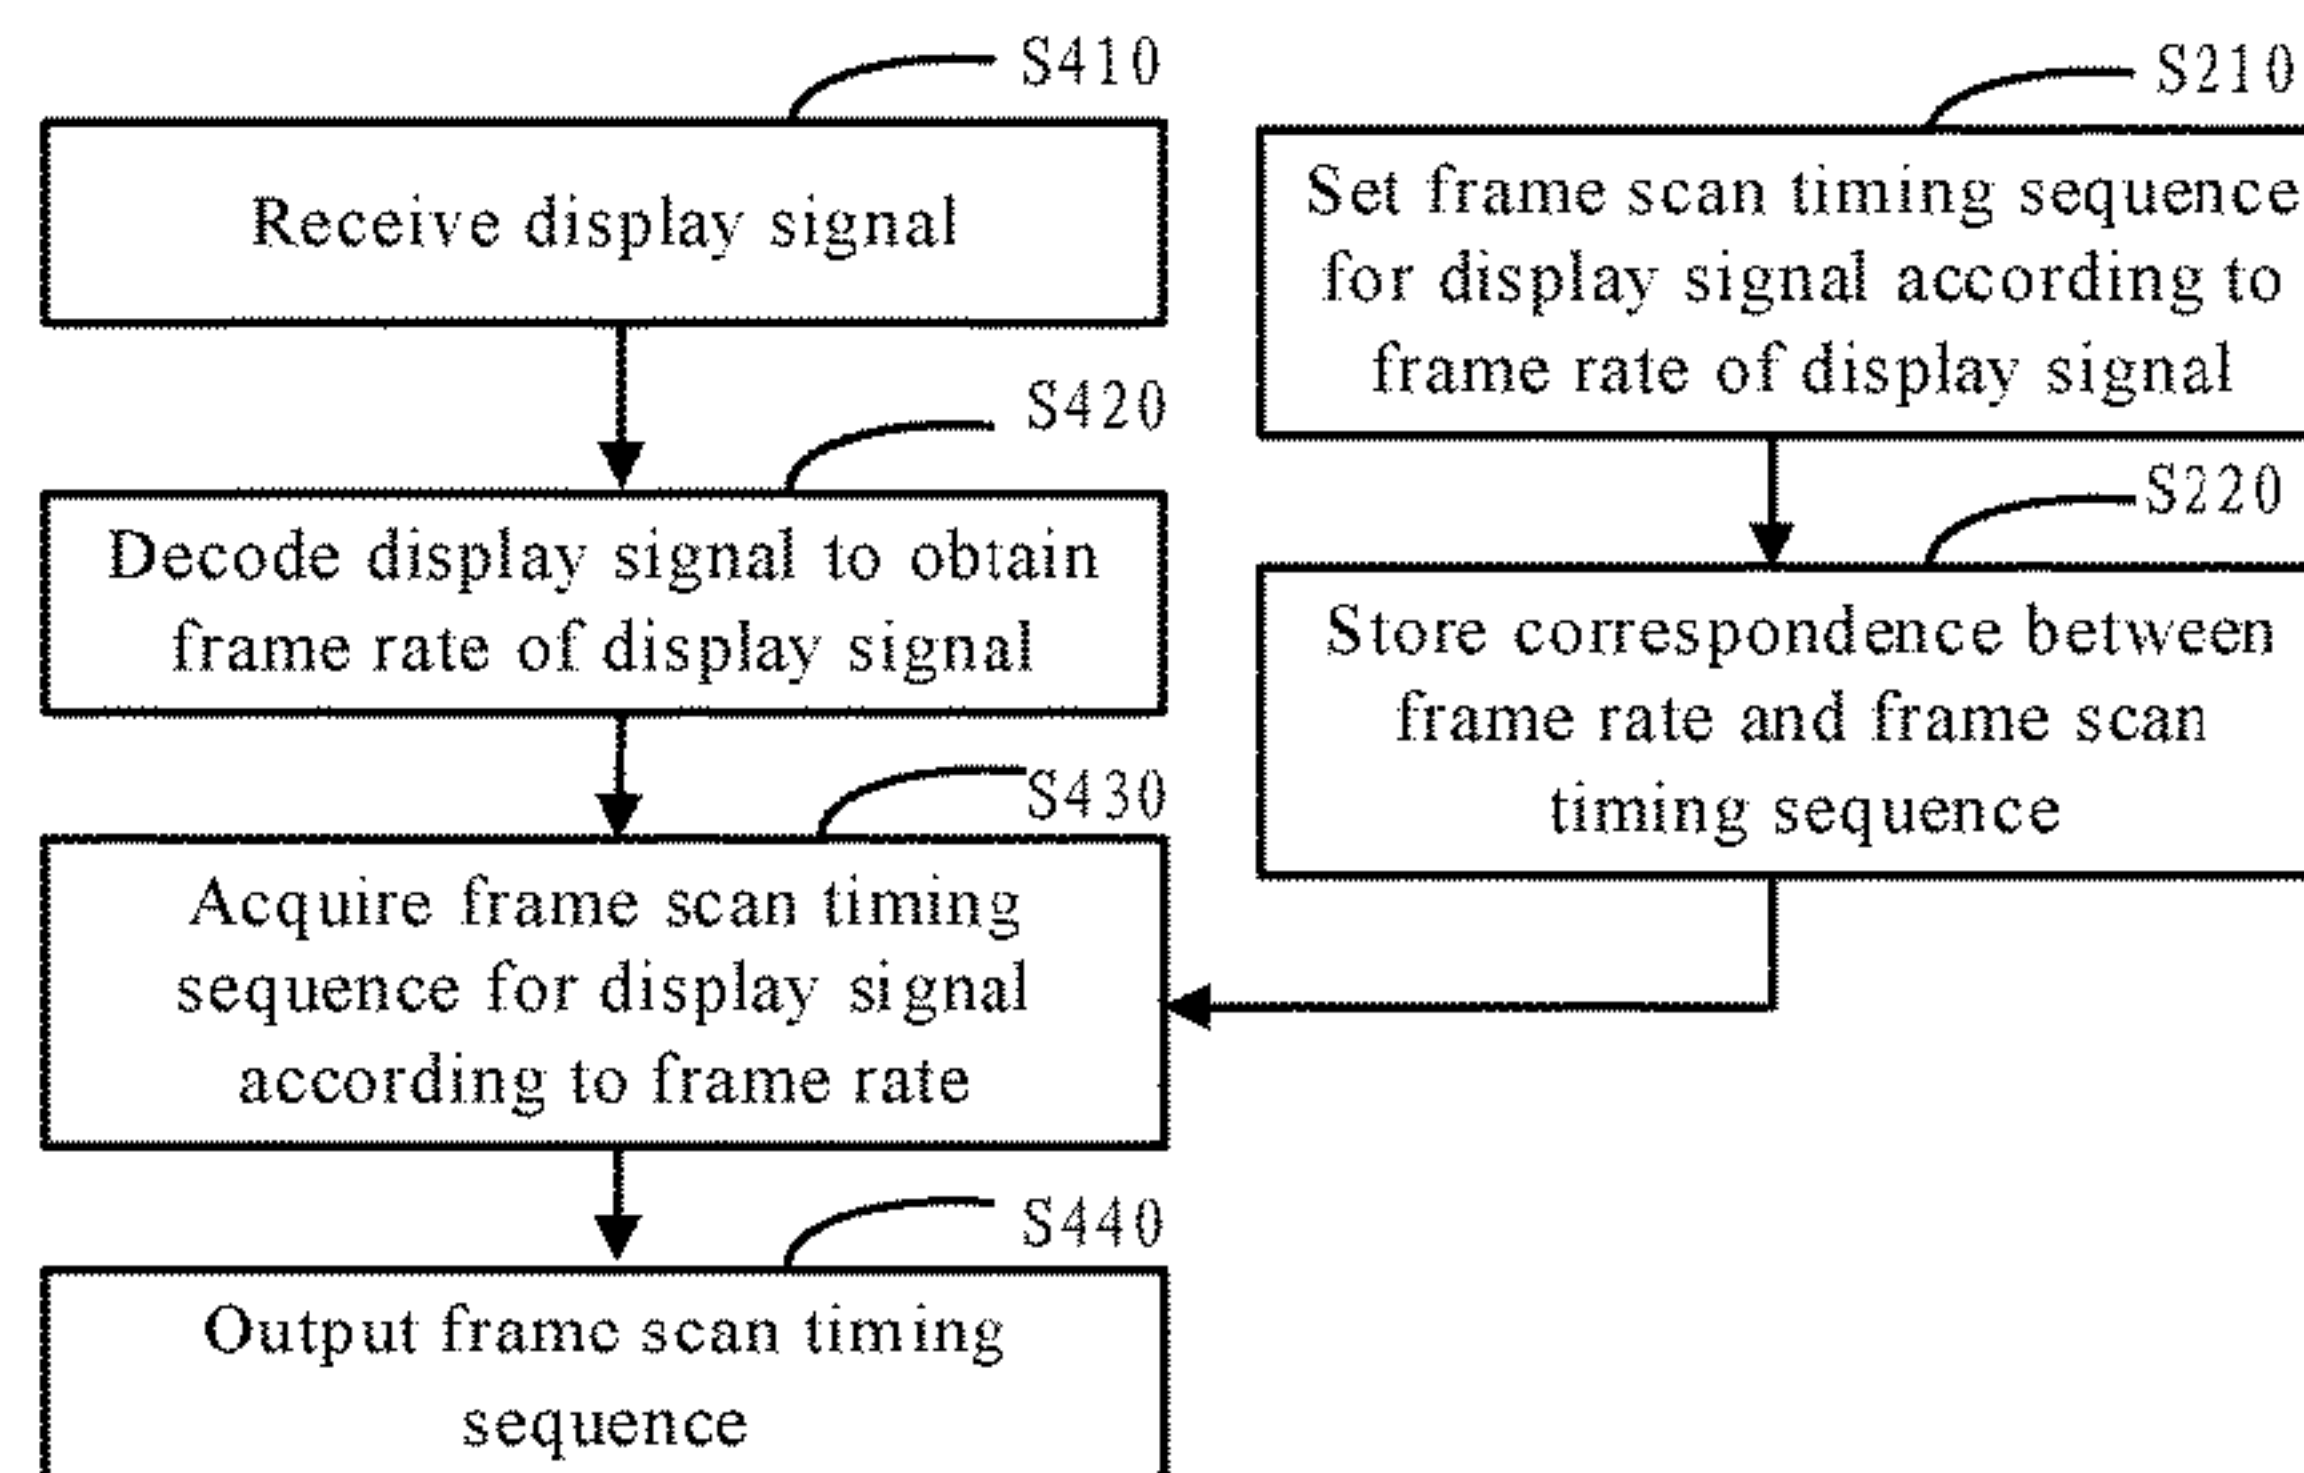 S410
Receive display signal
S420
Decode display signal to obtain
frame rate of display signal
S430
Acquire frame scan timing
sequence for display signal
according to frame rate
S440
Output frame scan timing
sequence
S210
Set frame scan timing sequence
for display signal according to
frame rate of display signal
S220
Store correspondence between
frame rate and frame scan
timing sequence